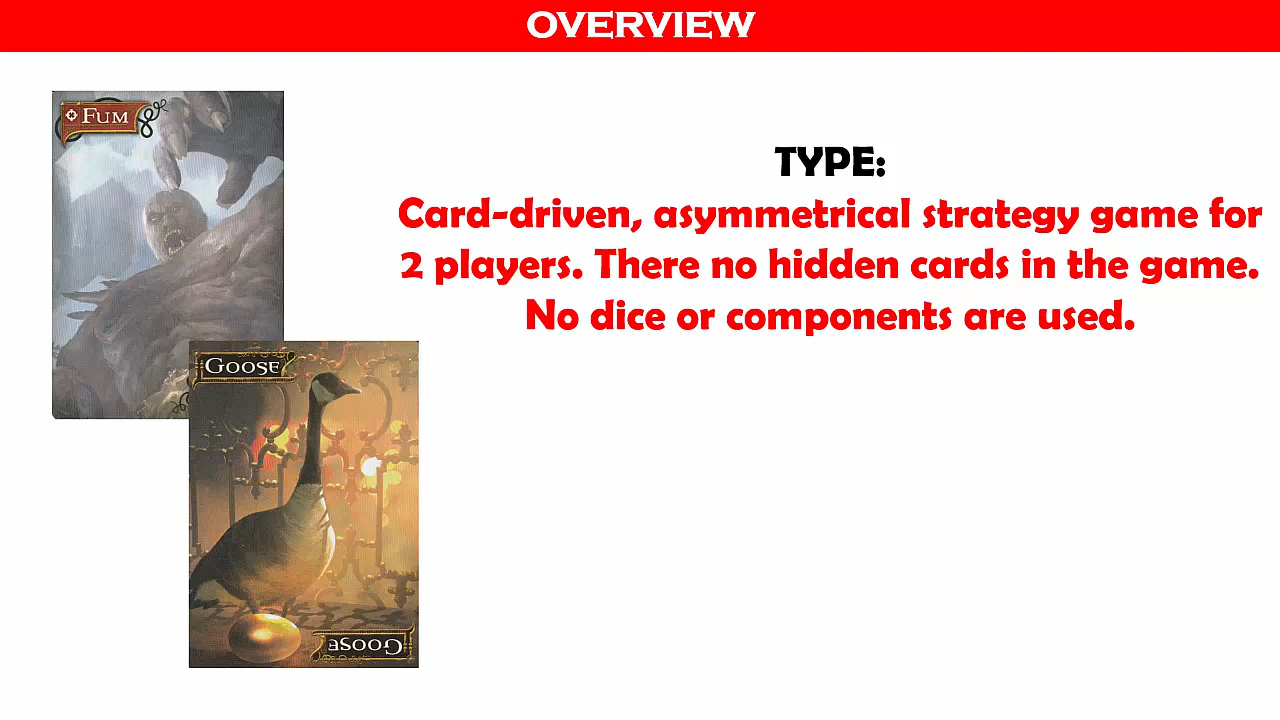 OVERVIEW
FUM
TYPE:
Card-driven, asymmetrical strategy game for
2 players. There no hidden cards in the game.
No dice or components are used.
GOOSE
GOOSE